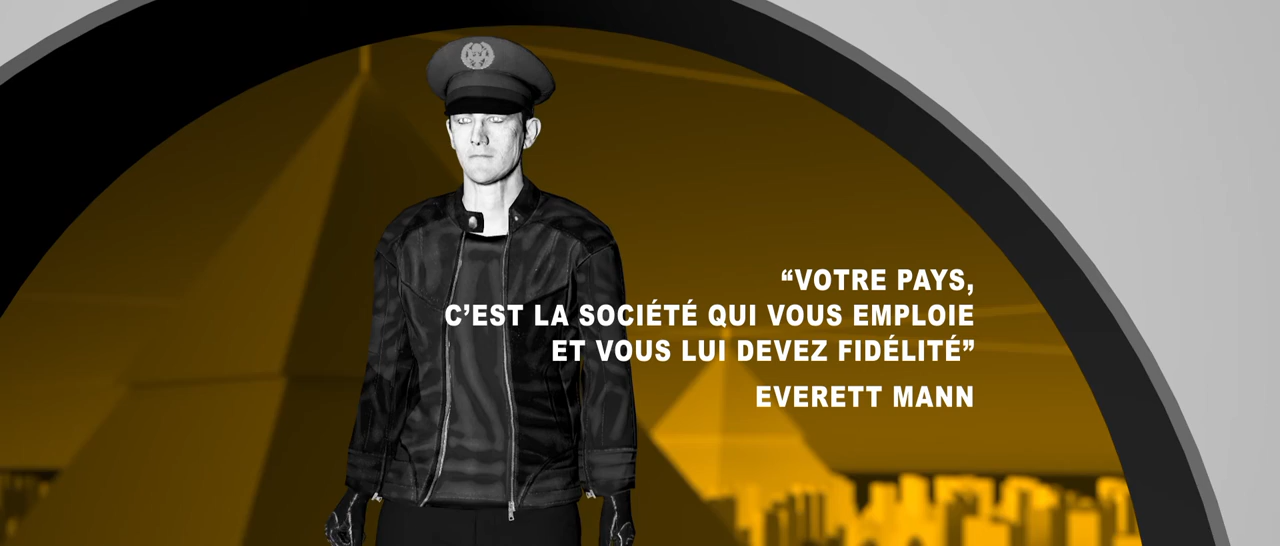 “VOTRE PAYS,
C’EST LA SOCIÉTÉ QUI VOUS EMPLOIE
ET VOUS LUI DEVEZ FIDÉLITÉ”
EVERETT MANN